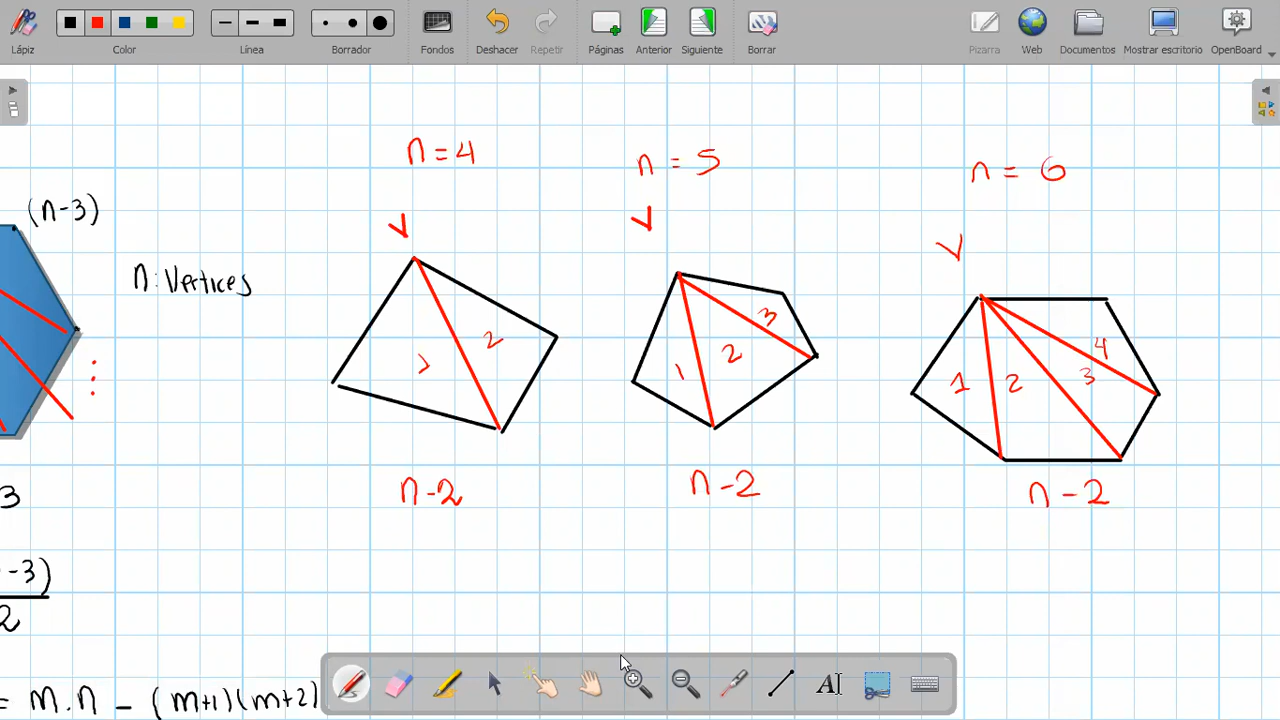 Lápiz
Color
Línea
Borrador
Fondos
Deshacer
Repetir
Páginas
Anterior
Siguiente
Borrar
Pizarra
Web
Documentos
Mostrar escritorio
OpenBoard
n = 4
n = 5
n = 6
(n-3)
V
V
V
n: Vertices
1 2
1 2 3
1 2 3 4
n-2
n-2
n-2
3
-3)
2
= m.n - (m+1)(m+2)
A